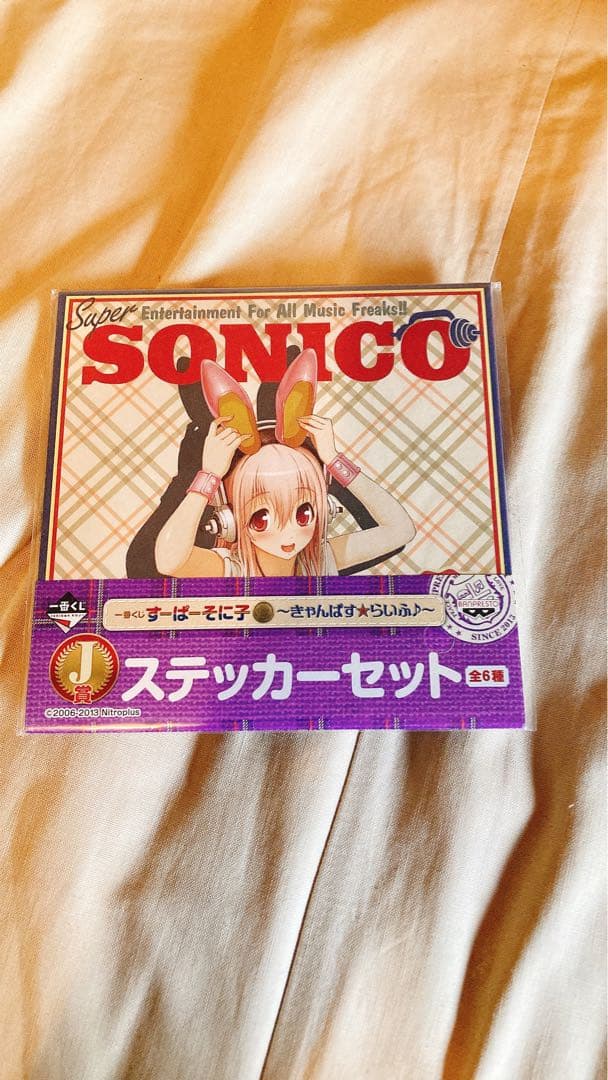 Super Entertainment For All Music Freaks!!
SONICO
一番くじ
一番くじ すーぱーそに子 ～きゃんぱす★らいふ♪～
BANPRESTO
SINCE 2013
J賞
ステッカーセット 全6種
©2006-2013 Nitroplus